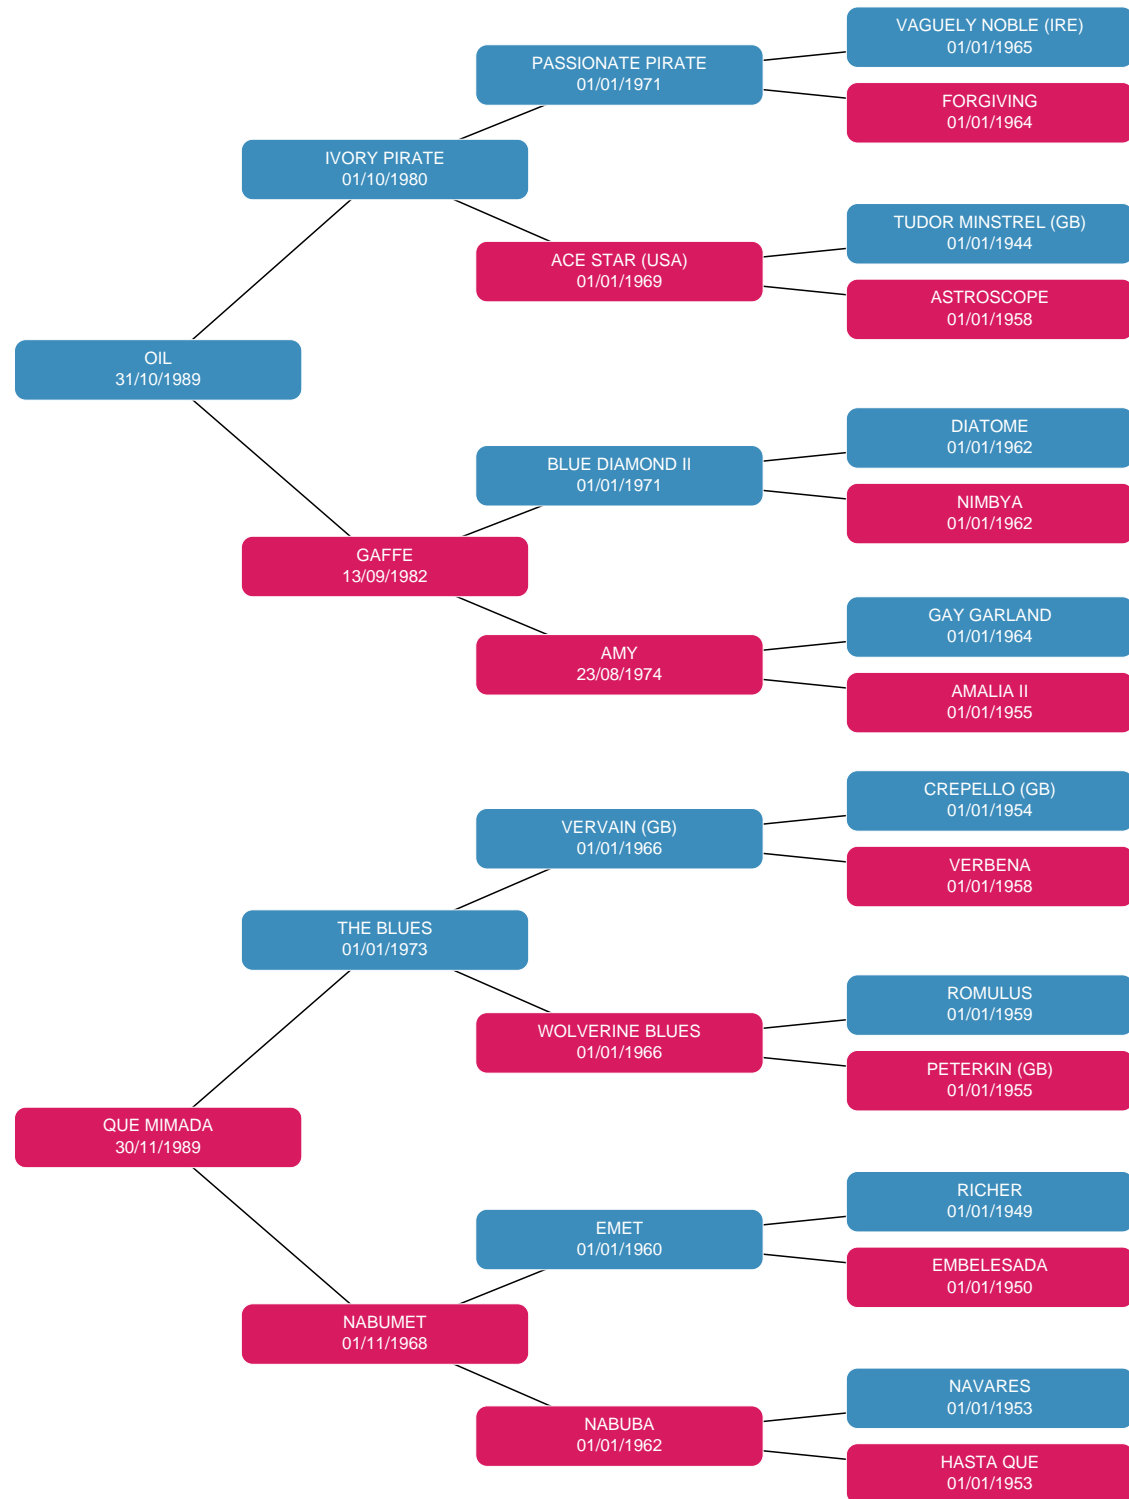 VAGUELY NOBLE (IRE)
01/01/1965
PASSIONATE PIRATE
01/01/1971
FORGIVING
01/01/1964
IVORY PIRATE
01/10/1980
TUDOR MINSTREL (GB)
01/01/1944
ACE STAR (USA)
01/01/1969
ASTROSCOPE
01/01/1958
OIL
31/10/1989
DIATOME
01/01/1962
BLUE DIAMOND II
01/01/1971
NIMBYA
01/01/1962
GAFFE
13/09/1982
GAY GARLAND
01/01/1964
AMY
23/08/1974
AMALIA II
01/01/1955
CREPELLO (GB)
01/01/1954
VERVAIN (GB)
01/01/1966
VERBENA
01/01/1958
THE BLUES
01/01/1973
ROMULUS
01/01/1959
WOLVERINE BLUES
01/01/1966
PETERKIN (GB)
01/01/1955
QUE MIMADA
30/11/1989
RICHER
01/01/1949
EMET
01/01/1960
EMBELESADA
01/01/1950
NABUMET
01/11/1968
NAVARES
01/01/1953
NABUBA
01/01/1962
HASTA QUE
01/01/1953